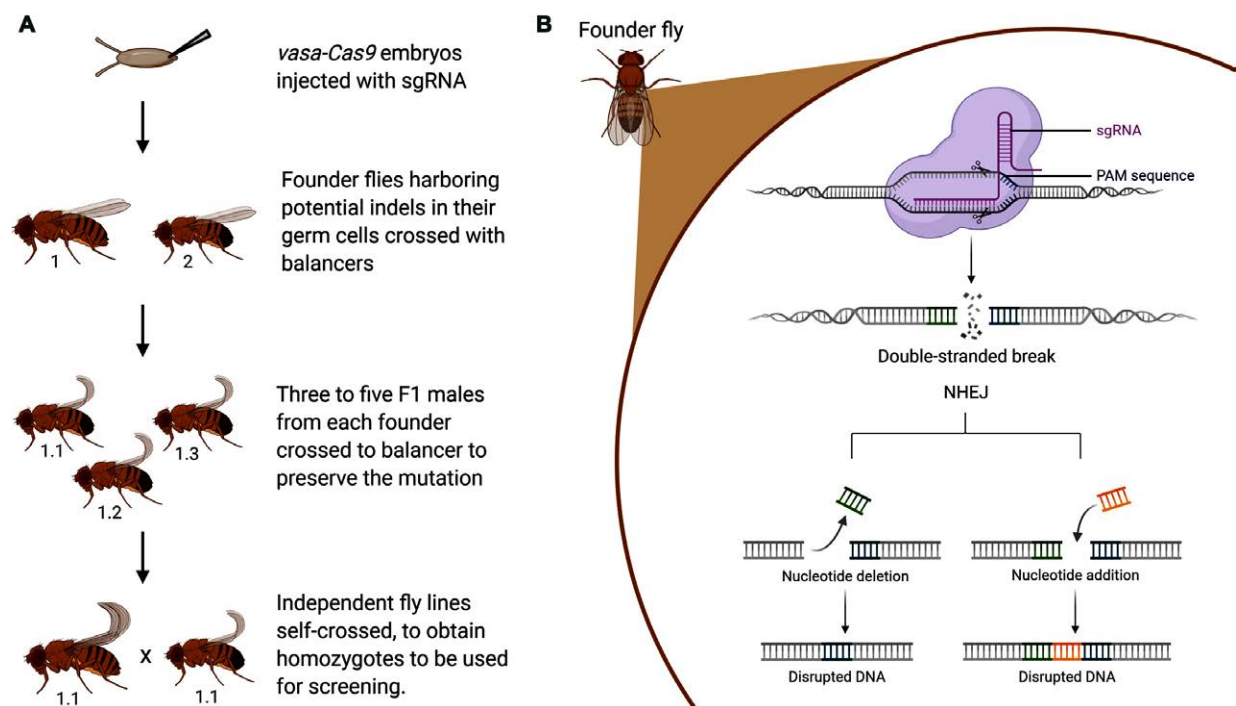 A
vasa-Cas9 embryos
injected with sgRNA
Founder flies harboring
potential indels in their
germ cells crossed with
balancers
1
2
Three to five F1 males
from each founder
crossed to balancer to
preserve the mutation
1.1
1.3
1.2
Independent fly lines
self-crossed, to obtain
homozygotes to be used
for screening.
X
1.1
1.1
B
Founder fly
sgRNA
PAM sequence
Double-stranded break
NHEJ
Nucleotide deletion
Nucleotide addition
Disrupted DNA
Disrupted DNA